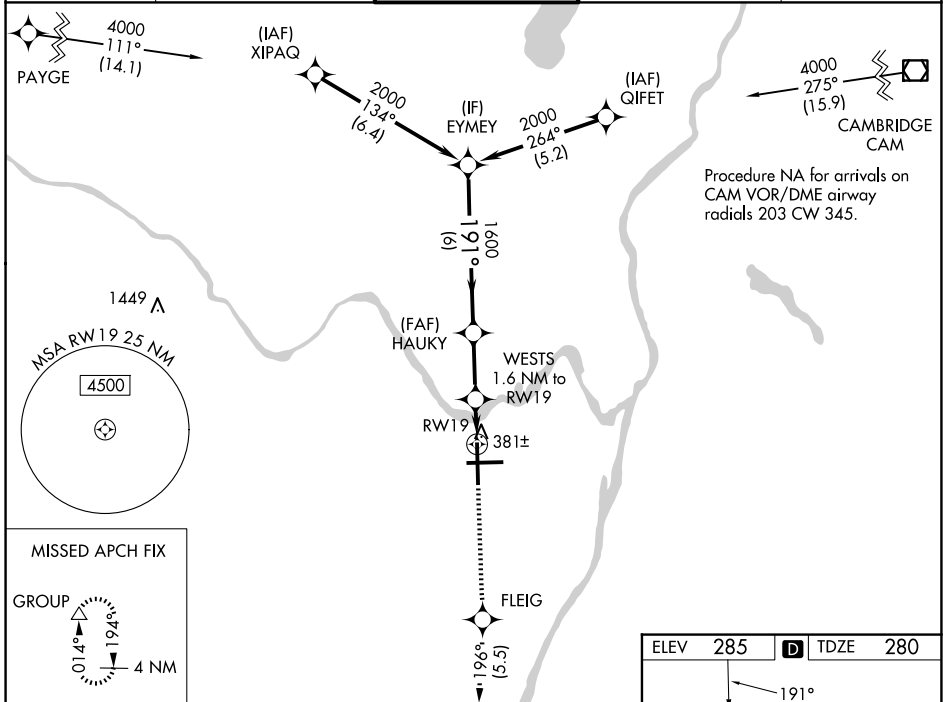 4000
111°
(14.1)
PAYGE
(IAF)
XIPAQ
2000
134°
(6.4)
(IF)
EYMEY
2000
264°
(5.2)
(IAF)
QIFET
4000
275°
(15.9)
CAMBRIDGE
CAM
Procedure NA for arrivals on
CAM VOR/DME airway
radials 203 CW 345.
1600
191°
(6)
1449
MSA RW19 25 NM
4500
(FAF)
HAUKY
WESTS
1.6 NM to
RW19
RW19
381±
MISSED APCH FIX
GROUP
014°
194°
4 NM
FLEIG
196°
(5.5)
ELEV 285 D TDZE 280
191°